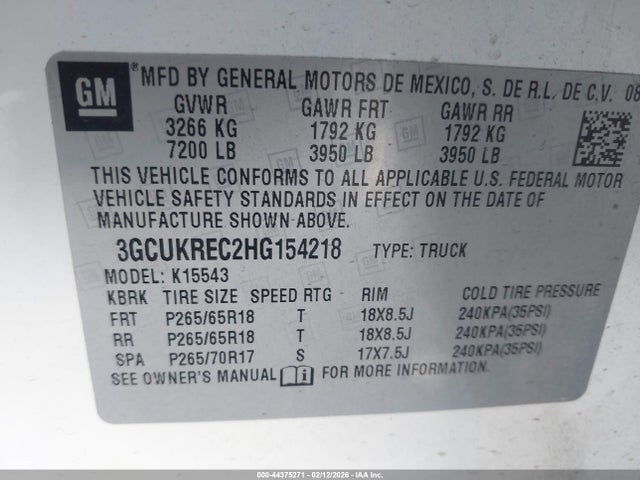 GM ® MFD BY GENERAL MOTORS DE MEXICO, S. DE R.L. DE C.V. 08
GVWR GAWR FRT GAWR RR
3266 KG 1792 KG 1792 KG
7200 LB 3950 LB 3950 LB
THIS VEHICLE CONFORMS TO ALL APPLICABLE U.S. FEDERAL MOTOR
VEHICLE SAFETY STANDARDS IN EFFECT ON THE DATE OF
MANUFACTURE SHOWN ABOVE.
3GCUKREC2HG154218 TYPE: TRUCK
MODEL: K15543
KBRK TIRE SIZE SPEED RTG RIM COLD TIRE PRESSURE
FRT P265/65R18 T 18X8.5J 240KPA(35PSI)
RR P265/65R18 T 18X8.5J 240KPA(35PSI)
SPA P265/70R17 S 17X7.5J 240KPA(35PSI)
SEE OWNER'S MANUAL FOR MORE INFORMATION.
000-44375271 - 02/12/2026 - IAAI.com